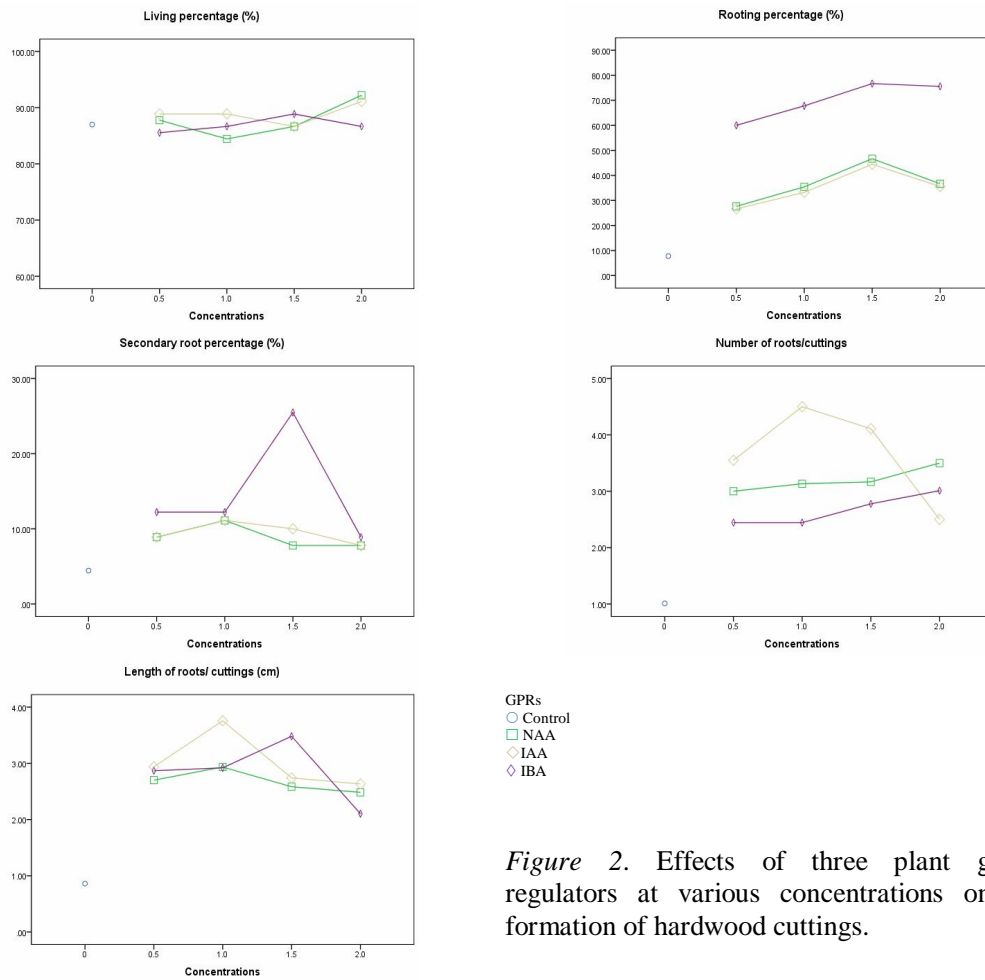 Living percentage (%)
100.00
90.00
80.00
70.00
60.00
0 0.5 1.0 1.5 2.0
Concentrations
Rooting percentage (%)
90.00
80.00
70.00
60.00
50.00
40.00
30.00
20.00
10.00
.00
0 0.5 1.0 1.5 2.0
Concentrations
Secondary root percentage (%)
30.00
20.00
10.00
.00
0 0.5 1.0 1.5 2.0
Concentrations
Number of roots/cuttings
5.00
4.00
3.00
2.00
1.00
0 0.5 1.0 1.5 2.0
Concentrations
Length of roots/ cuttings (cm)
4.00
3.00
2.00
1.00
.00
0 0.5 1.0 1.5 2.0
Concentrations
GPRs
Control
NAA
IAA
IBA
Figure 2. Effects of three plant g
regulators at various concentrations on
formation of hardwood cuttings.